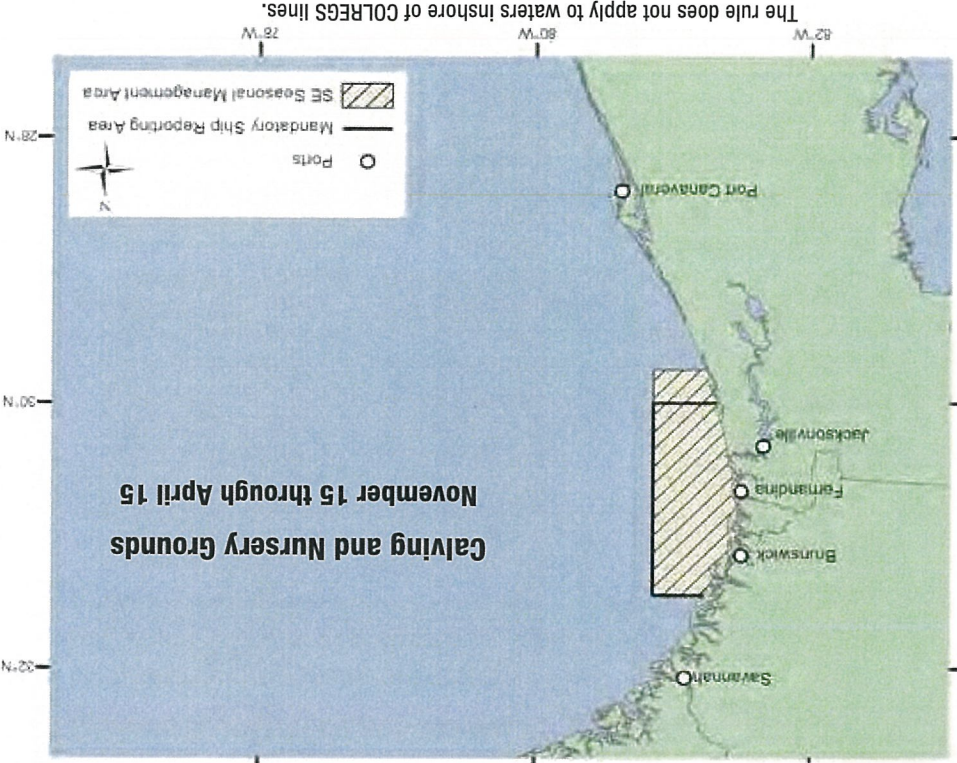 Savannah
32°N
Brunswick
Calving and Nursery Grounds
Fernandina
November 15 through April 15
Jacksonville
30°N
Port Canaveral
N
Ports
Mandatory Ship Reporting Area
SE Seasonal Management Area
28°N
82°W
80°W
78°W
The rule does not apply to waters inshore of COLREGS lines.